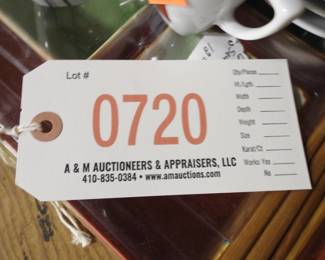 Lot #
0720
A & M AUCTIONEERS & APPRAISERS, LLC
410-835-0384 • www.amauctions.com
Qty/Pieces
Ht./Lgth
Width
Depth
Weight
Size
Karat/Ct
Works: Yes
No